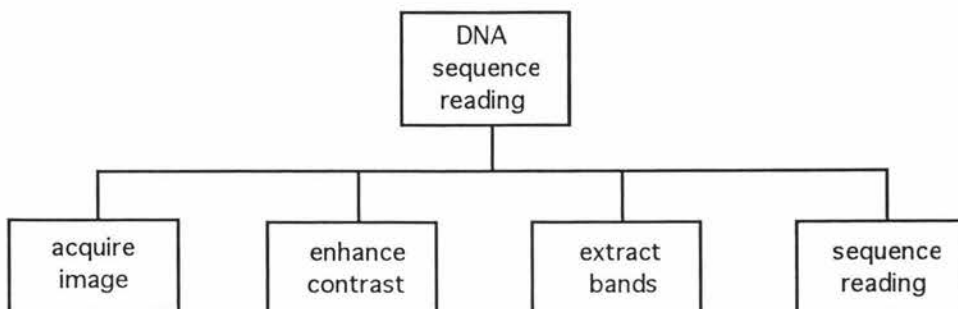 DNA
sequence
reading
acquire
image
enhance
contrast
extract
bands
sequence
reading